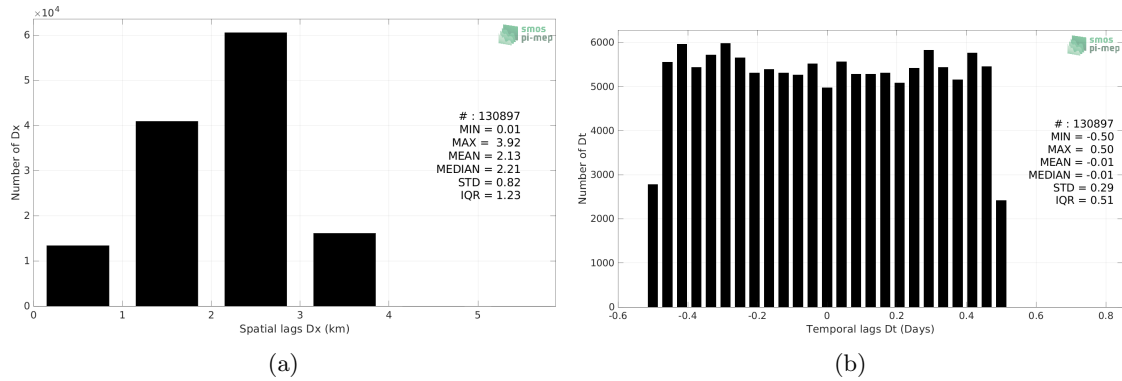 ×10⁴
6
5
4
3
2
1
0
Number of Dx
0 1 2 3 4 5
Spatial lags Dx (km)
smos
pi-mep
# : 130897
MIN = 0.01
MAX = 3.92
MEAN = 2.13
MEDIAN = 2.21
STD = 0.82
IQR = 1.23
(a)
6000
5000
4000
3000
2000
1000
0
Number of Dt
-0.6 -0.4 -0.2 0 0.2 0.4 0.6 0.8
Temporal lags Dt (Days)
smos
pi-mep
# : 130897
MIN = -0.50
MAX = 0.50
MEAN = -0.01
MEDIAN = -0.01
STD = 0.29
IQR = 0.51
(b)